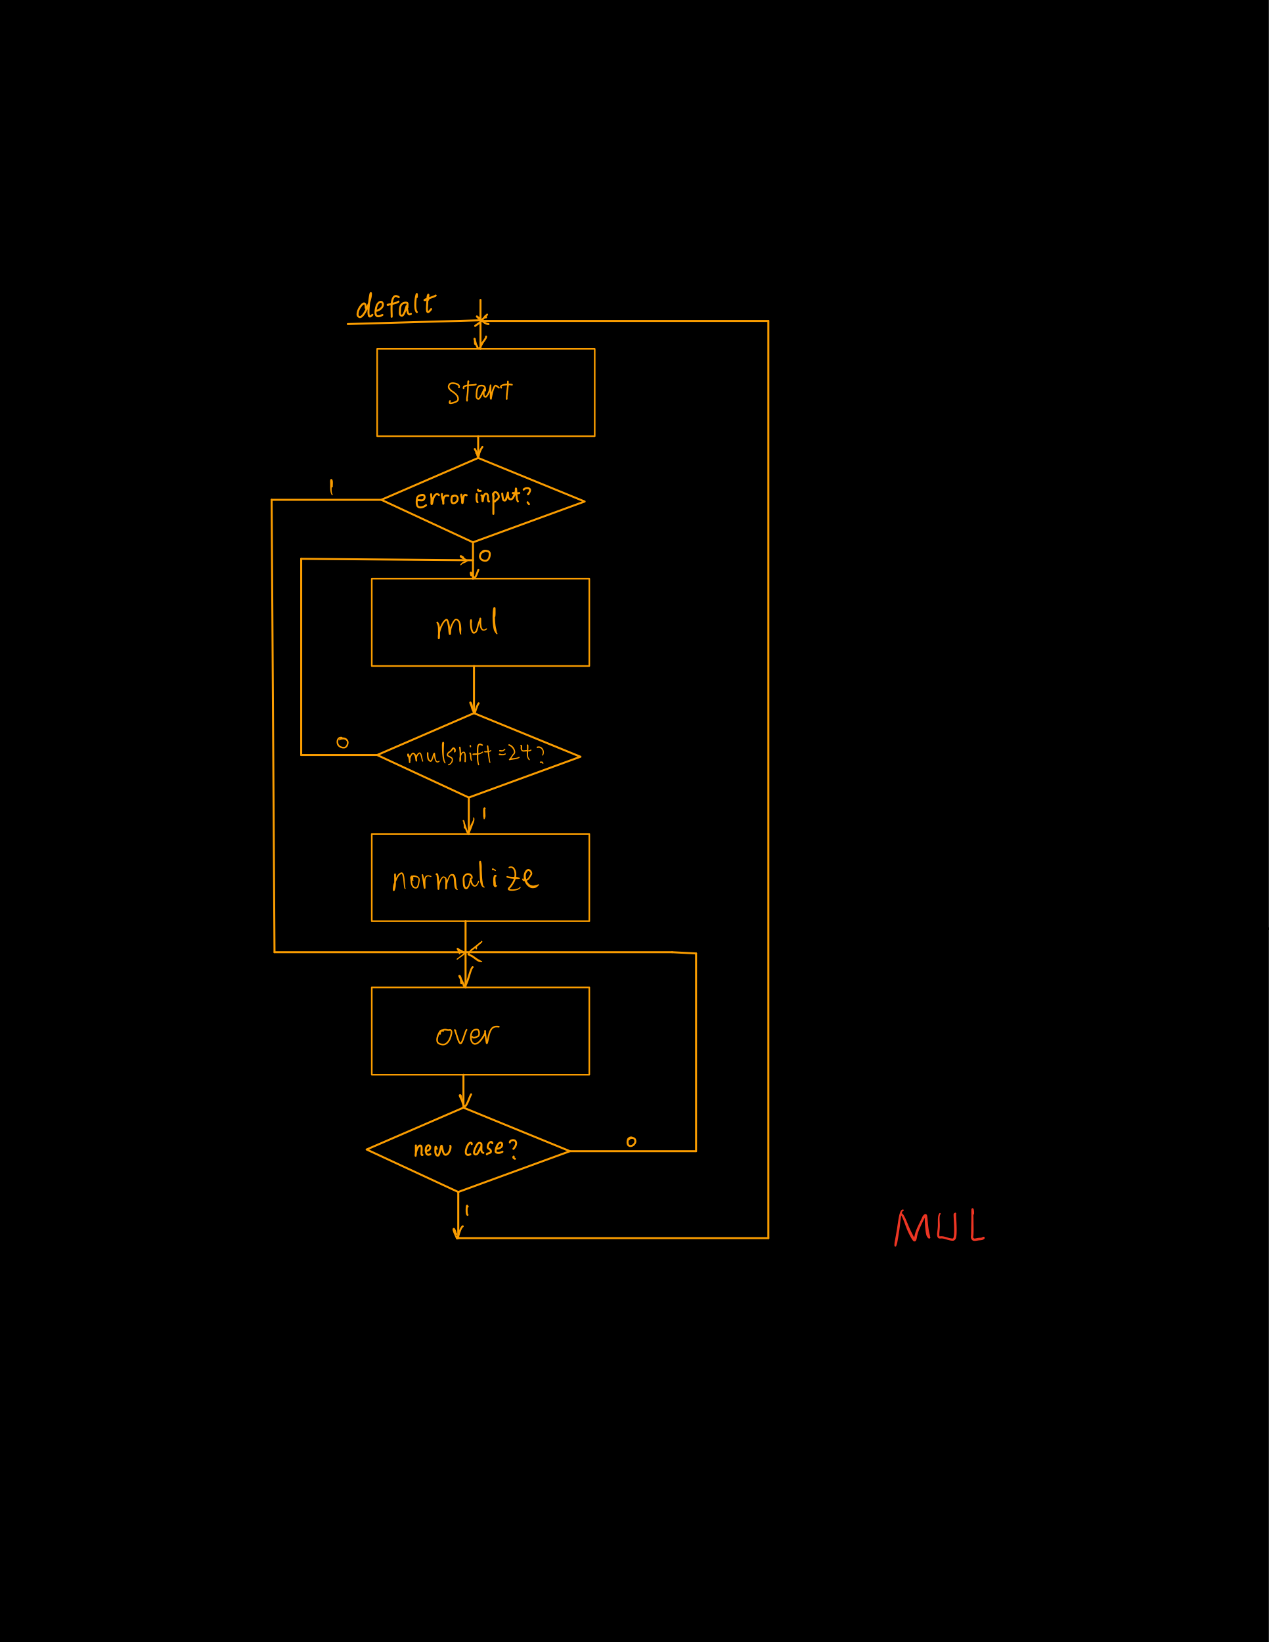 defalt
start
error input?
1
0
mul
mulshift=24?
0
1
normalize
over
new case?
0
1
MUL